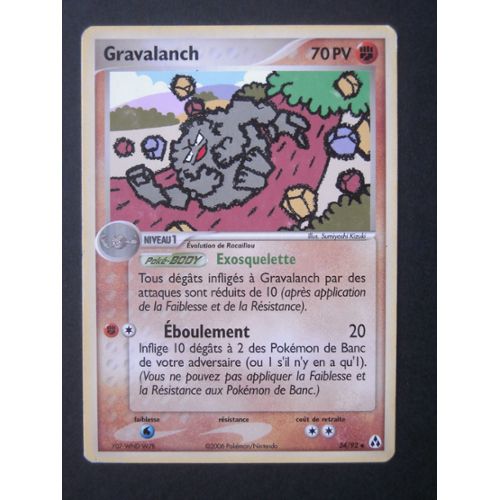 Gravalanch 70 PV
Illus. Sumiyoshi Kizuki
NIVEAU 1 Évolution de Racaillou
Poké-BODY Exosquelette
Tous dégâts infligés à Gravalanch par des
attaques sont réduits de 10 (après application
de la Faiblesse et de la Résistance).
Éboulement 20
Inflige 10 dégâts à 2 des Pokémon de Banc
de votre adversaire (ou 1 s'il n'y en a qu'1).
(Vous ne pouvez pas appliquer la Faiblesse et
la Résistance aux Pokémon de Banc.)
faiblesse résistance coût de retraite
©2006 Pokémon/Nintendo 54/92